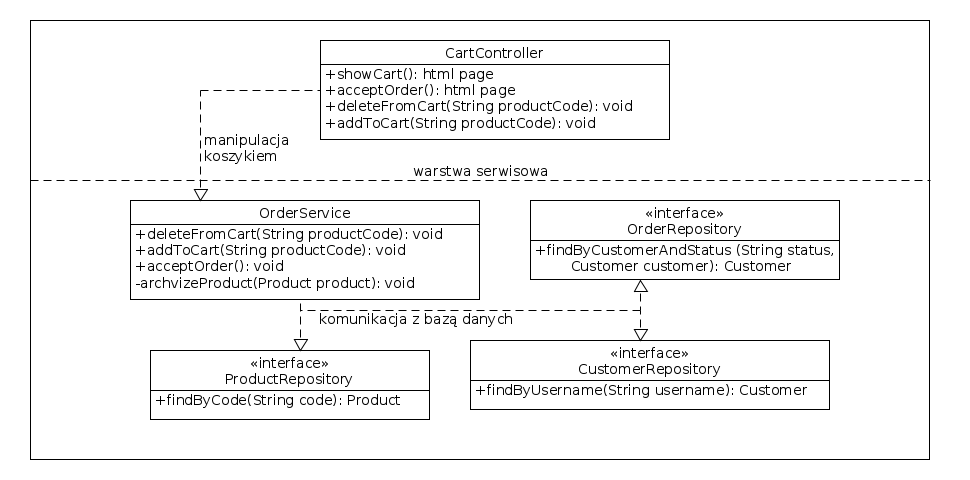 CartController
+showCart(): html page
+acceptOrder(): html page
+deleteFromCart(String productCode): void
+addToCart(String productCode): void
manipulacja
koszykiem
warstwa serwisowa
OrderService
+deleteFromCart(String productCode): void
+addToCart(String productCode): void
+acceptOrder(): void
-archvizeProduct(Product product): void
«interface»
OrderRepository
+findByCustomerAndStatus (String status,
Customer customer): Customer
komunikacja z bazą danych
«interface»
ProductRepository
+findByCode(String code): Product
«interface»
CustomerRepository
+findByUsername(String username): Customer